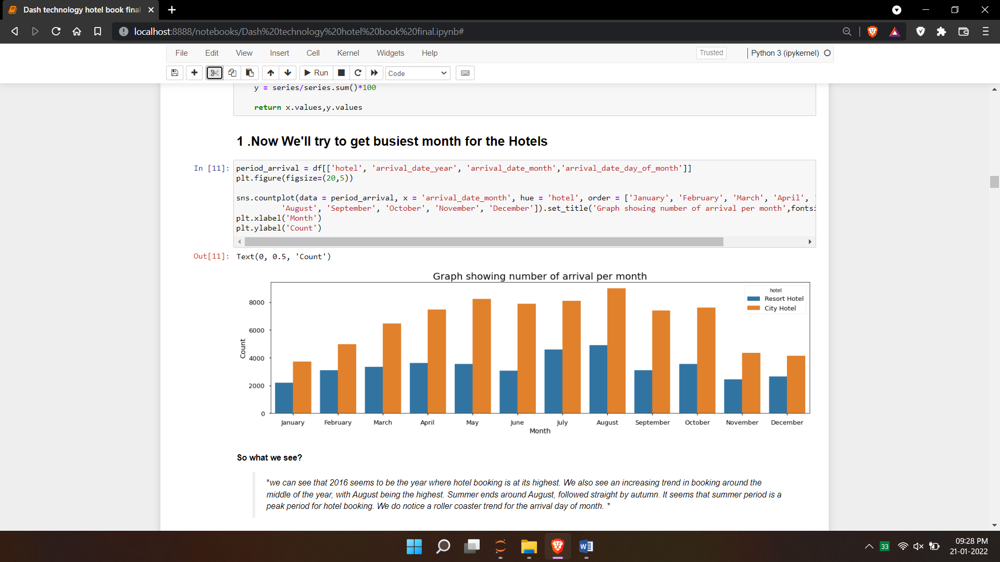 Dash technology hotel book final
localhost:8888/notebooks/Dash%20technology%20hotel%20book%20final.ipynb#
File Edit View Insert Cell Kernel Widgets Help Trusted Python 3 (ipykernel)
Run Code
y = series/series.sum()*100
return x.values,y.values
1 .Now We'll try to get busiest month for the Hotels
In [11]: period_arrival = df[['hotel', 'arrival_date_year', 'arrival_date_month','arrival_date_day_of_month']]
plt.figure(figsize=(20,5))
sns.countplot(data = period_arrival, x = 'arrival_date_month', hue = 'hotel', order = ['January', 'February', 'March', 'April', '
'August', 'September', 'October', 'November', 'December']).set_title('Graph showing number of arrival per month',fontsi
plt.xlabel('Month')
plt.ylabel('Count')
Out[11]: Text(0, 0.5, 'Count')
Graph showing number of arrival per month
hotel
Resort Hotel
City Hotel
8000
6000
4000
2000
0
Count
January February March April May June July August September October November December
Month
So what we see?
*we can see that 2016 seems to be the year where hotel booking is at its highest. We also see an increasing trend in booking around the
middle of the year, with August being the highest. Summer ends around August, followed straight by autumn. It seems that summer period is a
peak period for hotel booking. We do notice a roller coaster trend for the arrival day of month. *
33
09:28 PM
21-01-2022